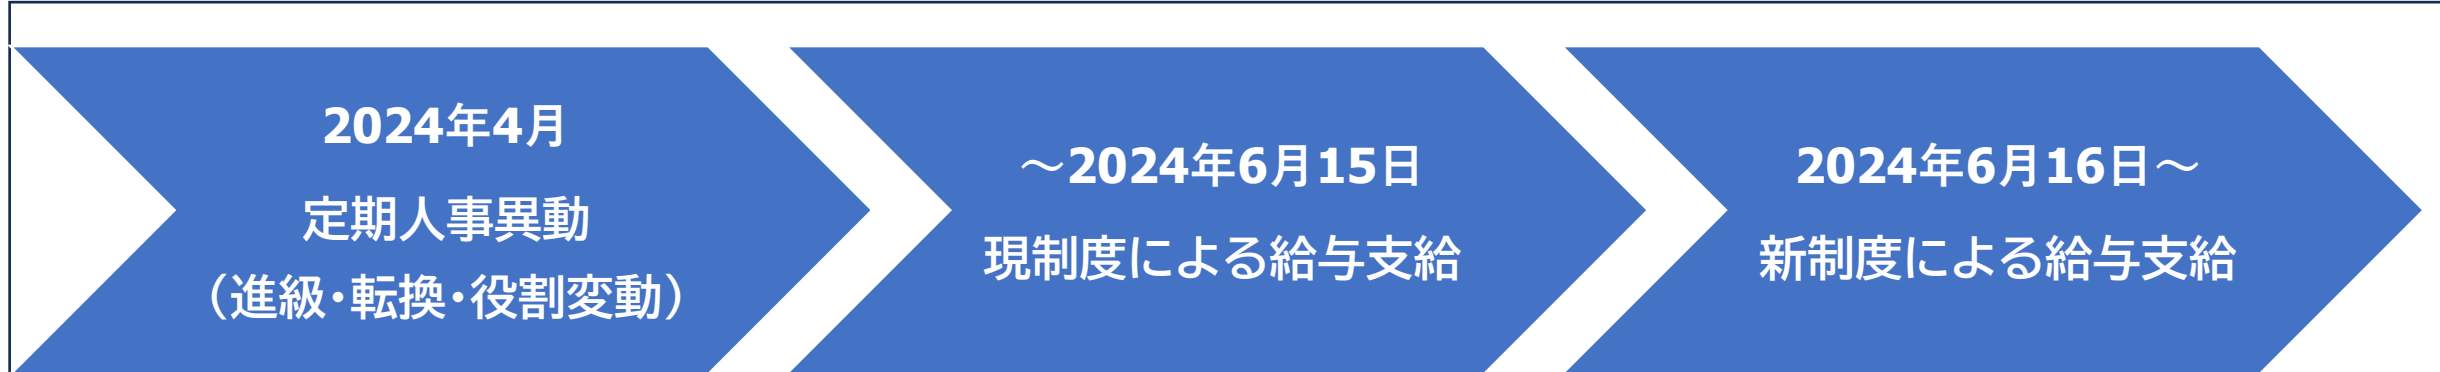 2024年4月
定期人事異動
（進級・転換・役割変動）
～2024年6月15日
現制度による給与支給
2024年6月16日～
新制度による給与支給